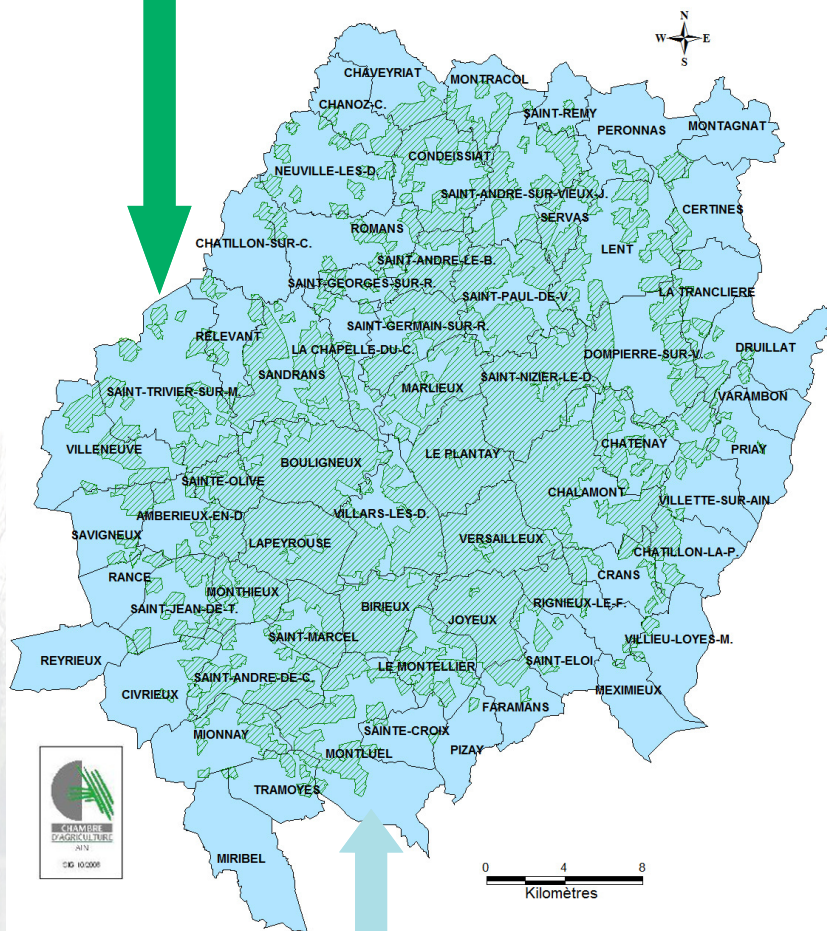 N
W E
S
CHAVEYRIAT
MONTRACOL
CHANOZ-C.
SAINT-REMY
PERONNAS
MONTAGNAT
CONDEISSIAT
NEUVILLE-LES-D.
SAINT-ANDRE-SUR-VIEUX-J.
CERTINES
SERVAS
ROMANS
CHATILLON-SUR-C.
LENT
SAINT-ANDRE-LE-B.
SAINT-GEORGES-SUR-R.
LA TRANCLIERE
SAINT-PAUL-DE-V.
SAINT-GERMAIN-SUR-R.
RELEVANT
LA CHAPELLE-DU-C.
DOMPIERRE-SUR-V.
DRUILLAT
SANDRANS
SAINT-NIZIER-LE-D.
MARLIEUX
SAINT-TRIVIER-SUR-M.
VARAMBON
VILLENEUVE
CHATENAY
PRIAY
LE PLANTAY
BOULIGNEUX
SAINTE-OLIVE
CHALAMONT
VILLETTE-SUR-AIN
AMBERIEUX-EN-D
VILLARS-LES-D.
SAVIGNEUX
LAPEYROUSE
VERSAILLEUX
CHATILLON-LA-P.
RANCE
CRANS
MONTHIEUX
SAINT-JEAN-DE-T.
BIRIEUX
RIGNIEUX-LE-F.
JOYEUX
SAINT-MARCEL
VILLIEU-LOYES-M.
REYRIEUX
LE MONTELLIER
SAINT-ELOI
SAINT-ANDRE-DE-C.
CIVRIEUX
MEXIMIEUX
FARAMANS
MIONNAY
SAINTE-CROIX
MONTLUEL
PIZAY
TRAMOYES
MIRIBEL
CHAMBRE
D'AGRICULTURE
AIN
SIG 10/2006
0 4 8
Kilomètres